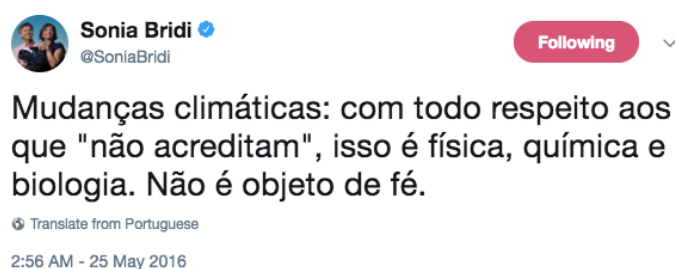 Sonia Bridi
@SoniaBridi
Following
Mudanças climáticas: com todo respeito aos
que "não acreditam", isso é física, química e
biologia. Não é objeto de fé.
Translate from Portuguese
2:56 AM - 25 May 2016